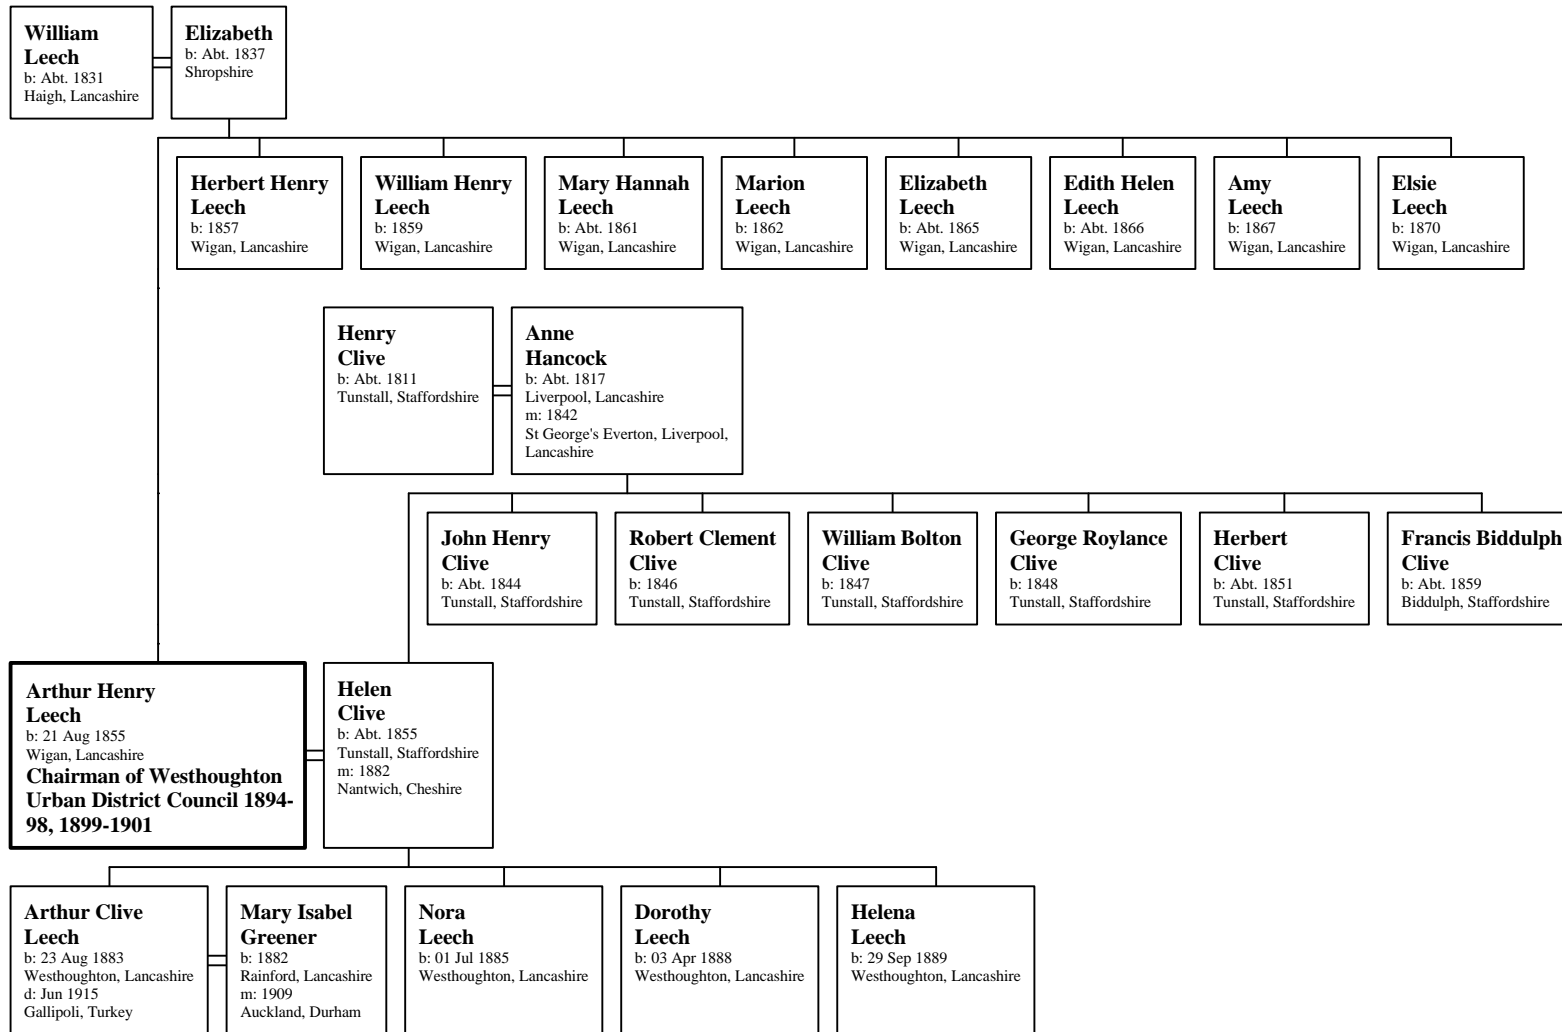 William
Leech
b: Abt. 1831
Haigh, Lancashire
Elizabeth
b: Abt. 1837
Shropshire
Herbert Henry
Leech
b: 1857
Wigan, Lancashire
William Henry
Leech
b: 1859
Wigan, Lancashire
Mary Hannah
Leech
b: Abt. 1861
Wigan, Lancashire
Marion
Leech
b: 1862
Wigan, Lancashire
Elizabeth
Leech
b: Abt. 1865
Wigan, Lancashire
Edith Helen
Leech
b: Abt. 1866
Wigan, Lancashire
Amy
Leech
b: 1867
Wigan, Lancashire
Elsie
Leech
b: 1870
Wigan, Lancashire
Henry
Clive
b: Abt. 1811
Tunstall, Staffordshire
Anne
Hancock
b: Abt. 1817
Liverpool, Lancashire
m: 1842
St George's Everton, Liverpool,
Lancashire
John Henry
Clive
b: Abt. 1844
Tunstall, Staffordshire
Robert Clement
Clive
b: 1846
Tunstall, Staffordshire
William Bolton
Clive
b: 1847
Tunstall, Staffordshire
George Roylance
Clive
b: 1848
Tunstall, Staffordshire
Herbert
Clive
b: Abt. 1851
Tunstall, Staffordshire
Francis Biddulph
Clive
b: Abt. 1859
Biddulph, Staffordshire
Arthur Henry
Leech
b: 21 Aug 1855
Wigan, Lancashire
Chairman of Westhoughton
Urban District Council 1894-
98, 1899-1901
Helen
Clive
b: Abt. 1855
Tunstall, Staffordshire
m: 1882
Nantwich, Cheshire
Arthur Clive
Leech
b: 23 Aug 1883
Westhoughton, Lancashire
d: Jun 1915
Gallipoli, Turkey
Mary Isabel
Greener
b: 1882
Rainford, Lancashire
m: 1909
Auckland, Durham
Nora
Leech
b: 01 Jul 1885
Westhoughton, Lancashire
Dorothy
Leech
b: 03 Apr 1888
Westhoughton, Lancashire
Helena
Leech
b: 29 Sep 1889
Westhoughton, Lancashire